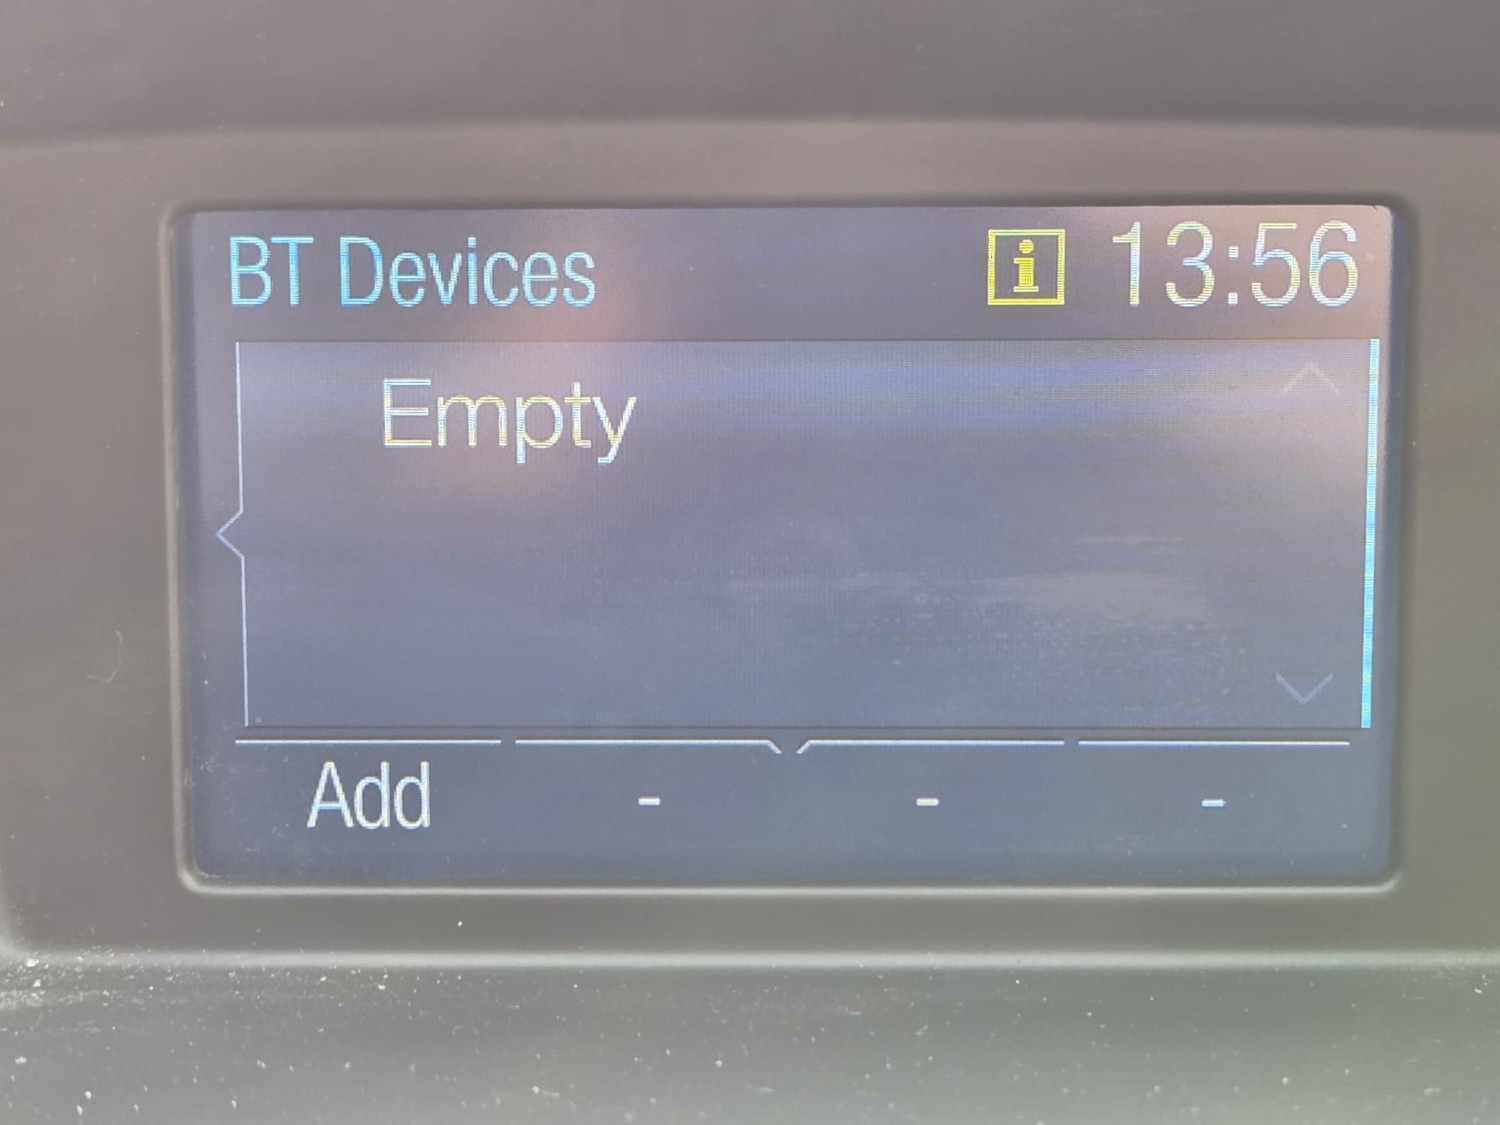 BT Devices i 13:56
Empty
Add - - -